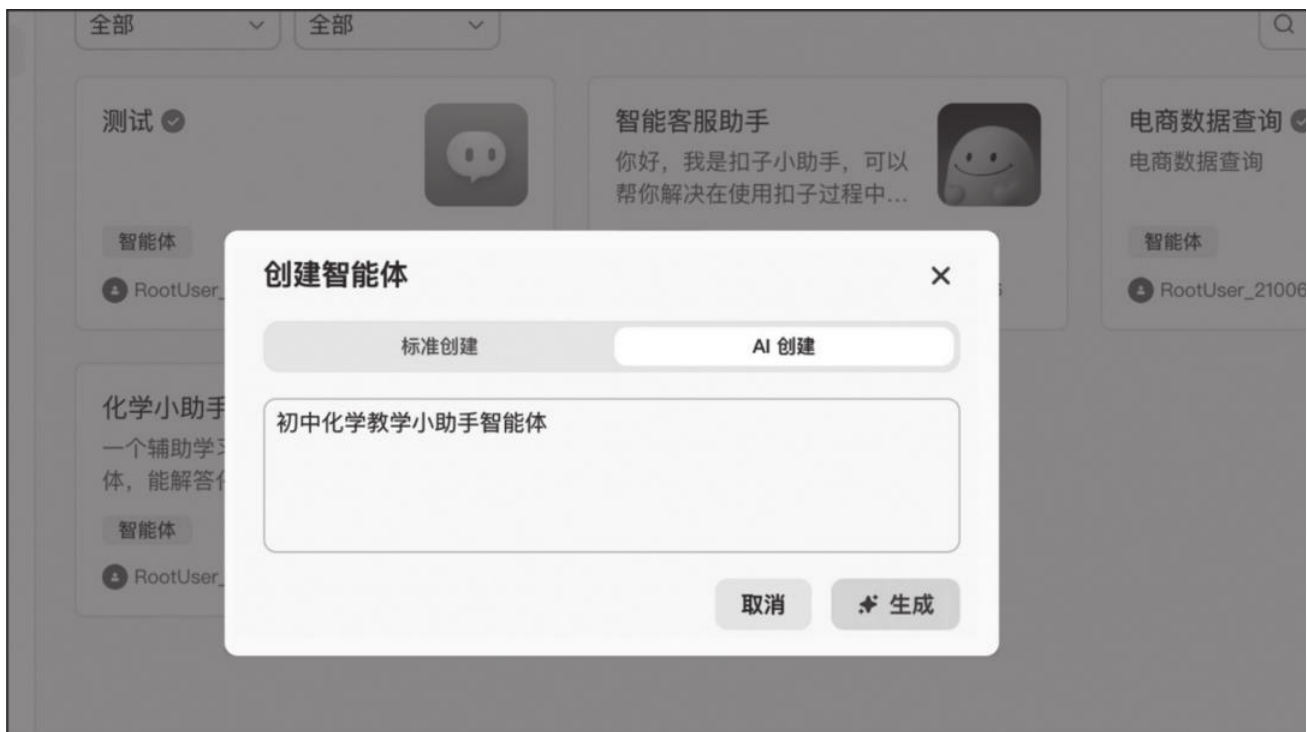 全部
全部
测试
智能客服助手
你好，我是扣子小助手，可以
帮你解决在使用扣子过程中...
电商数据查询
电商数据查询
智能体
智能体
RootUser_
RootUser_21006
创建智能体
标准创建
AI 创建
初中化学教学小助手智能体
化学小助手
一个辅助学
体，能解答
智能体
RootUser_
取消
生成